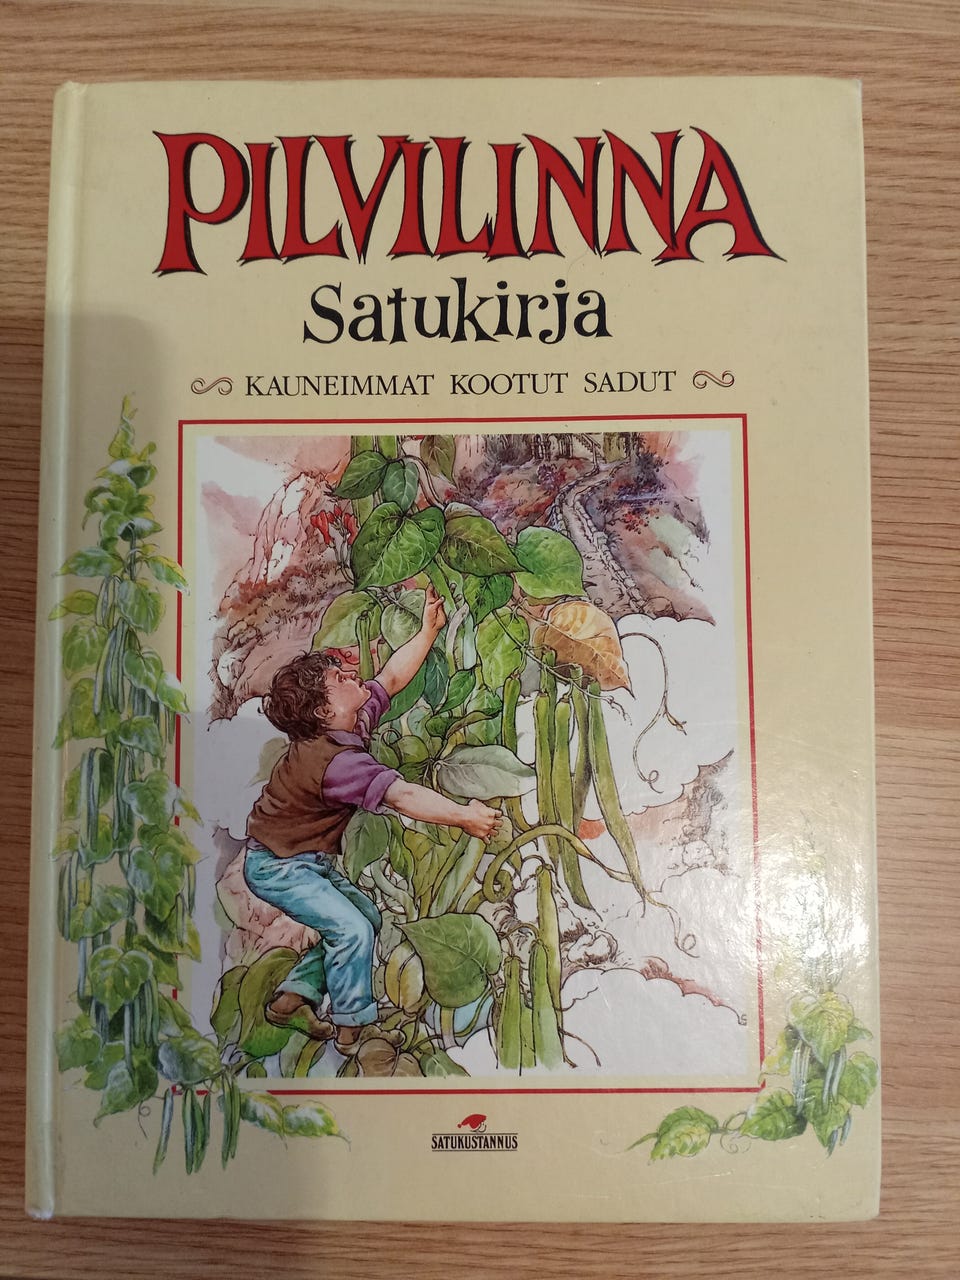 PILVILINNA
Satukirja
KAUNEIMMAT KOOTUT SADUT
SATUKUSTANNUS